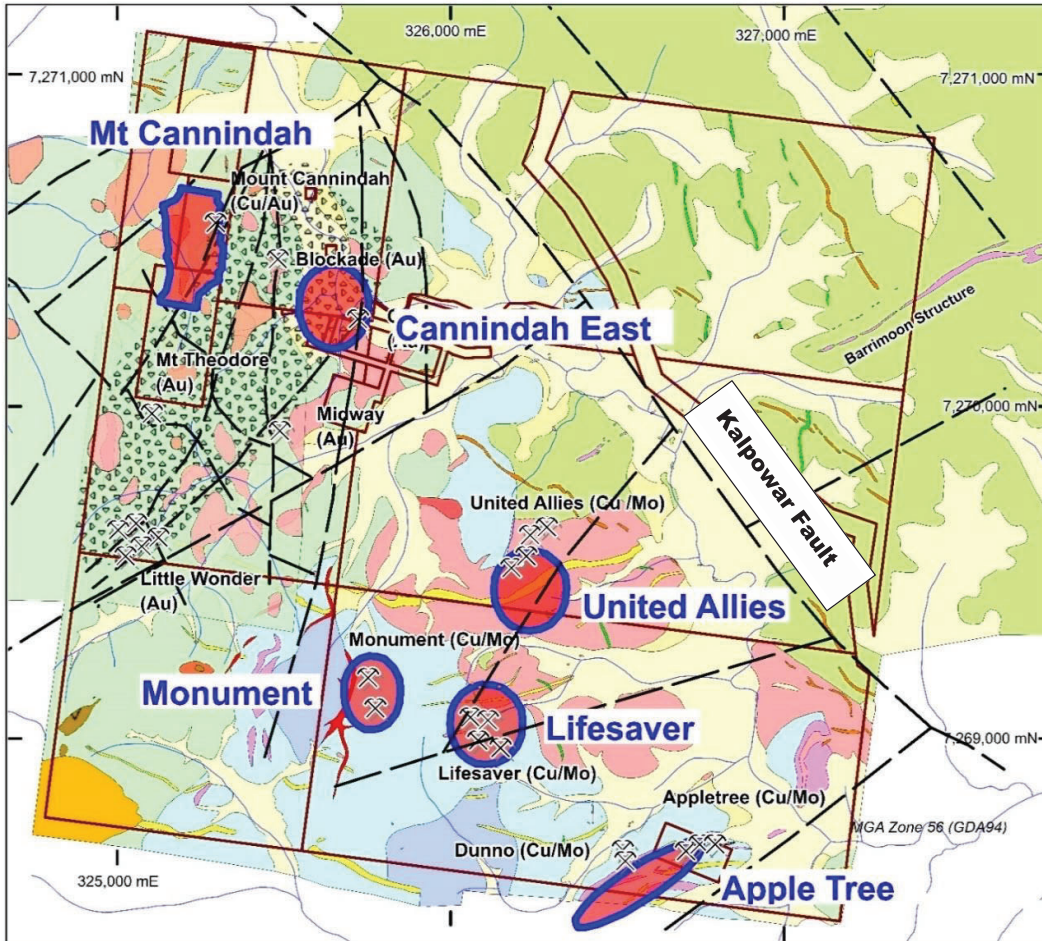 326,000 mE
327,000 mE
7,271,000 mN
7,271,000 mN
Mt Cannindah
Mount Cannindah
(Cu/Au)
Blockade (Au)
Cannindah East
Barrimoon Structure
Mt Theodore
(Au)
Midway
(Au)
7,270,000 mN
Kalpowar Fault
United Allies (Cu /Mo)
Little Wonder
(Au)
United Allies
Monument (Cu/Mo)
Monument
Lifesaver
7,269,000 mN
Lifesaver (Cu/Mo)
Appletree (Cu/Mo)
MGA Zone 56 (GDA94)
Dunno (Cu/Mo)
325,000 mE
Apple Tree